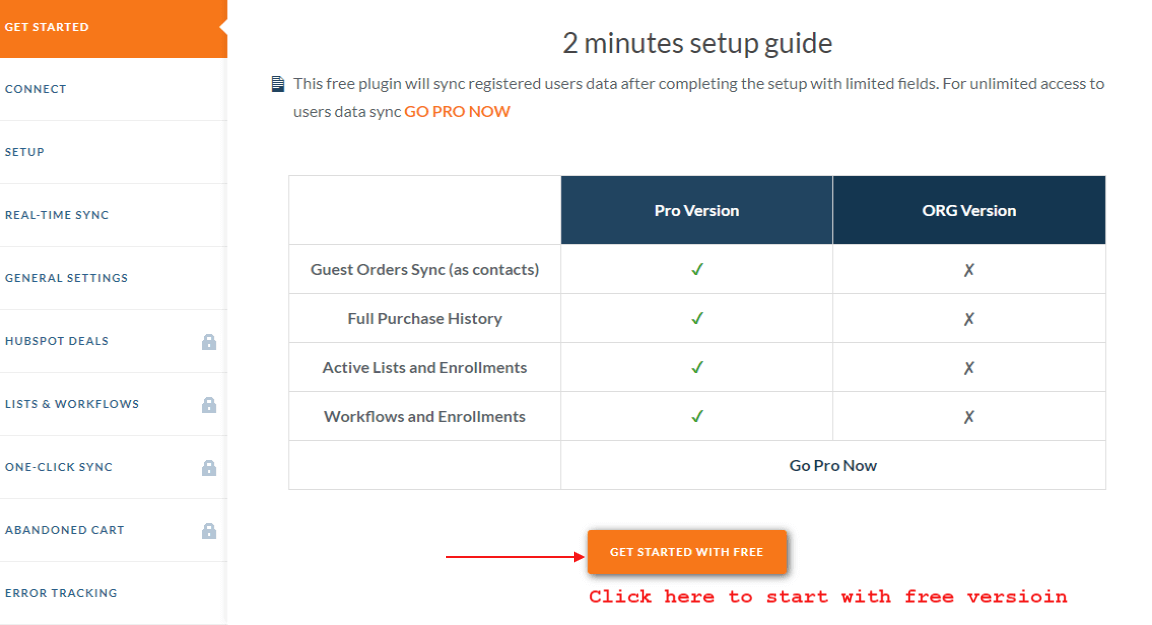 GET STARTED
CONNECT
SETUP
REAL-TIME SYNC
GENERAL SETTINGS
HUBSPOT DEALS
LISTS & WORKFLOWS
ONE-CLICK SYNC
ABANDONED CART
ERROR TRACKING
2 minutes setup guide
This free plugin will sync registered users data after completing the setup with limited fields. For unlimited access to
users data sync GO PRO NOW
Pro Version ORG Version
Guest Orders Sync (as contacts) ✓ ✗
Full Purchase History ✓ ✗
Active Lists and Enrollments ✓ ✗
Workflows and Enrollments ✓ ✗
Go Pro Now
GET STARTED WITH FREE
Click here to start with free versioin